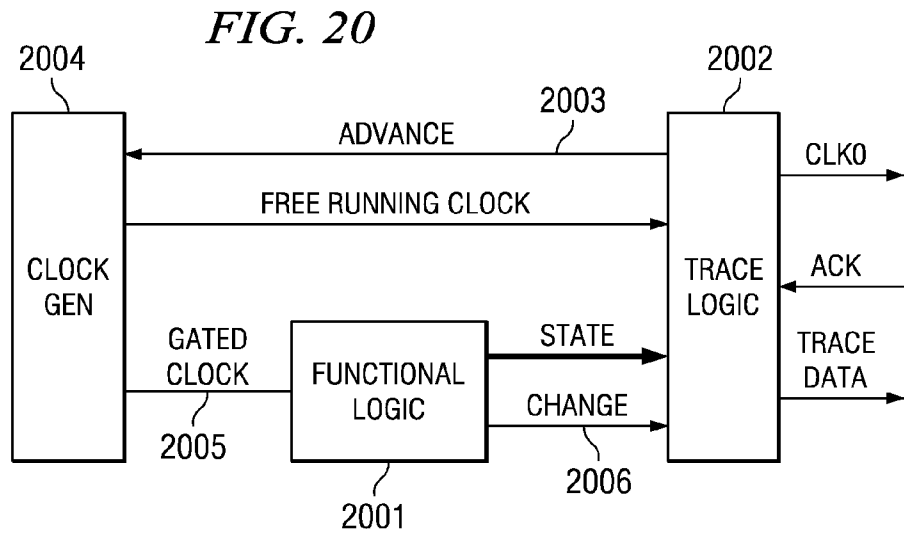 FIG. 20
2004
2002
2003
ADVANCE
CLK0
FREE RUNNING CLOCK
CLOCK
GEN
TRACE
LOGIC
ACK
GATED
CLOCK
2005
FUNCTIONAL
LOGIC
2001
STATE
CHANGE
2006
TRACE
DATA